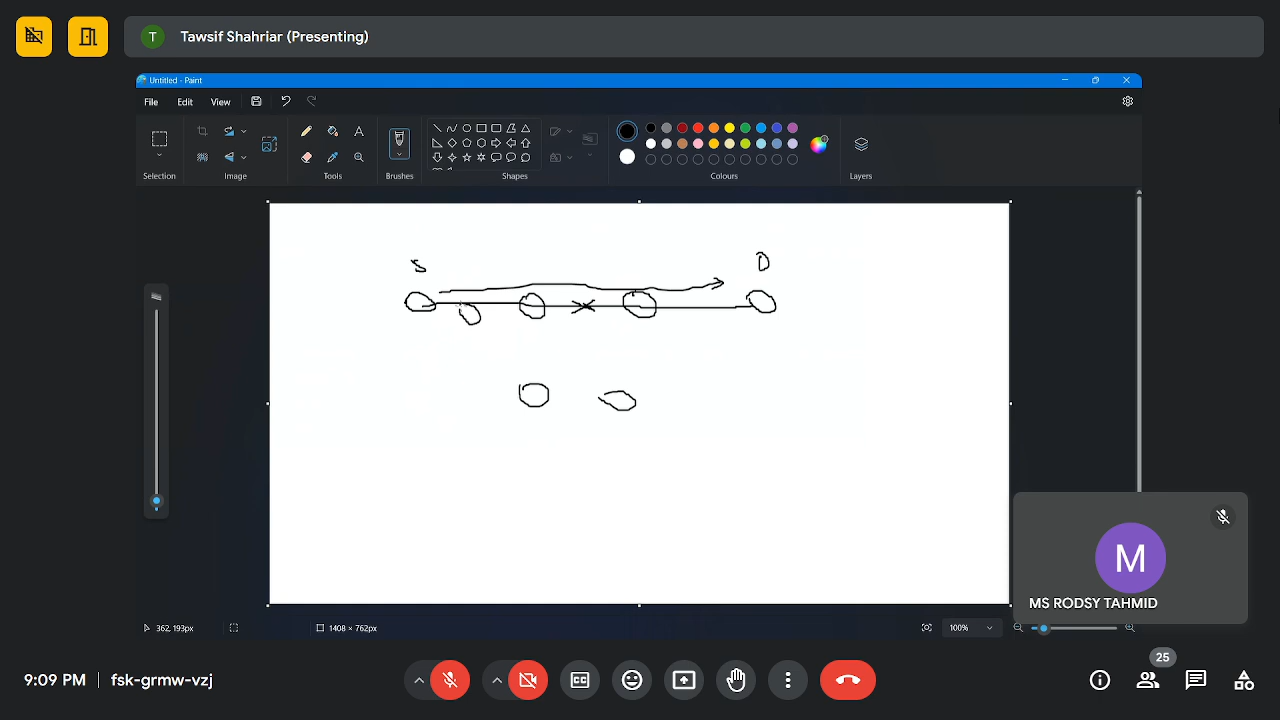 T Tawsif Shahriar (Presenting)
Untitled - Paint
File Edit View
Selection Image Tools Brushes Shapes Colours Layers
A
S D
M
MS RODSY TAHMID
362, 193px 1408 × 762px 100%
25
9:09 PM | fsk-grmw-vzj
CC